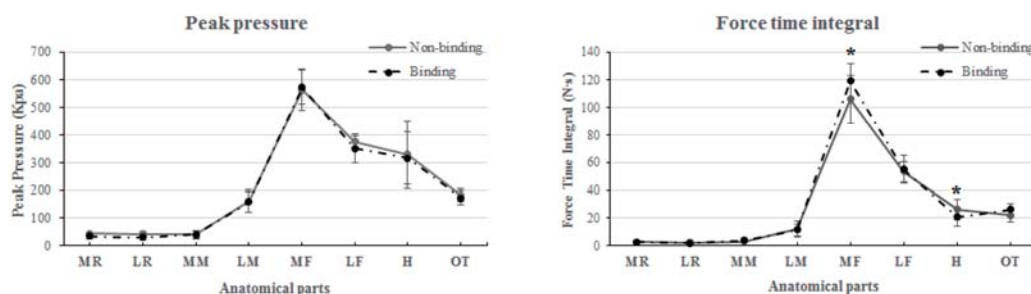 Peak pressure
Peak Pressure (Kpa)
700
600
500
400
300
200
100
0
Non-binding
Binding
MR LR MM LM MF LF H OT
Anatomical parts
Force time integral
Force Time Integral (N·s)
140
120
100
80
60
40
20
0
Non-binding
Binding
*
*
MR LR MM LM MF LF H OT
Anatomical parts